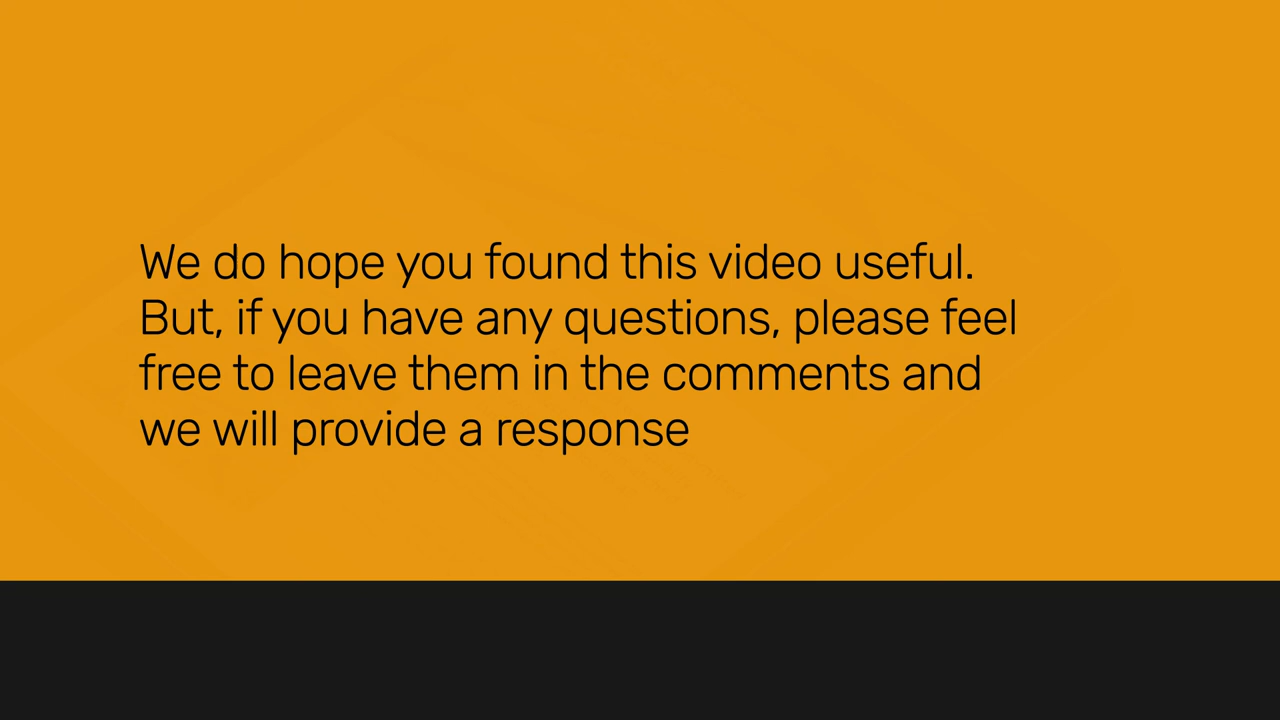 We do hope you found this video useful.
But, if you have any questions, please feel
free to leave them in the comments and
we will provide a response